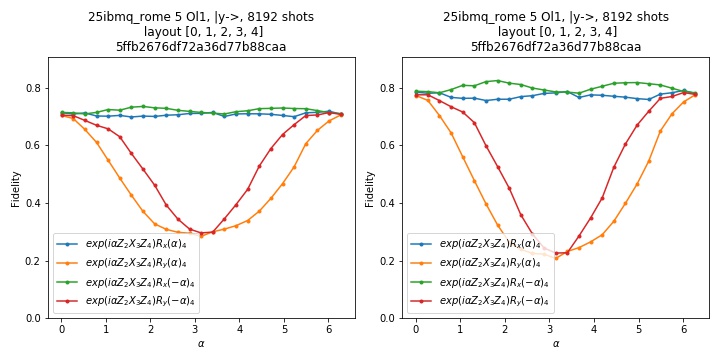 25ibmq_rome 5 Ol1, |y->, 8192 shots
layout [0, 1, 2, 3, 4]
5ffb2676df72a36d77b88caa
0.8
0.6
0.4
0.2
0.0
Fidelity
exp(iαZ₂X₃Z₄)Rₓ(α)₄
exp(iαZ₂X₃Z₄)Rᵧ(α)₄
exp(iαZ₂X₃Z₄)Rₓ(−α)₄
exp(iαZ₂X₃Z₄)Rᵧ(−α)₄
0 1 2 3 4 5 6
α
25ibmq_rome 5 Ol1, |y->, 8192 shots
layout [0, 1, 2, 3, 4]
5ffb2676df72a36d77b88caa
0.8
0.6
0.4
0.2
0.0
Fidelity
exp(iαZ₂X₃Z₄)Rₓ(α)₄
exp(iαZ₂X₃Z₄)Rᵧ(α)₄
exp(iαZ₂X₃Z₄)Rₓ(−α)₄
exp(iαZ₂X₃Z₄)Rᵧ(−α)₄
0 1 2 3 4 5 6
α